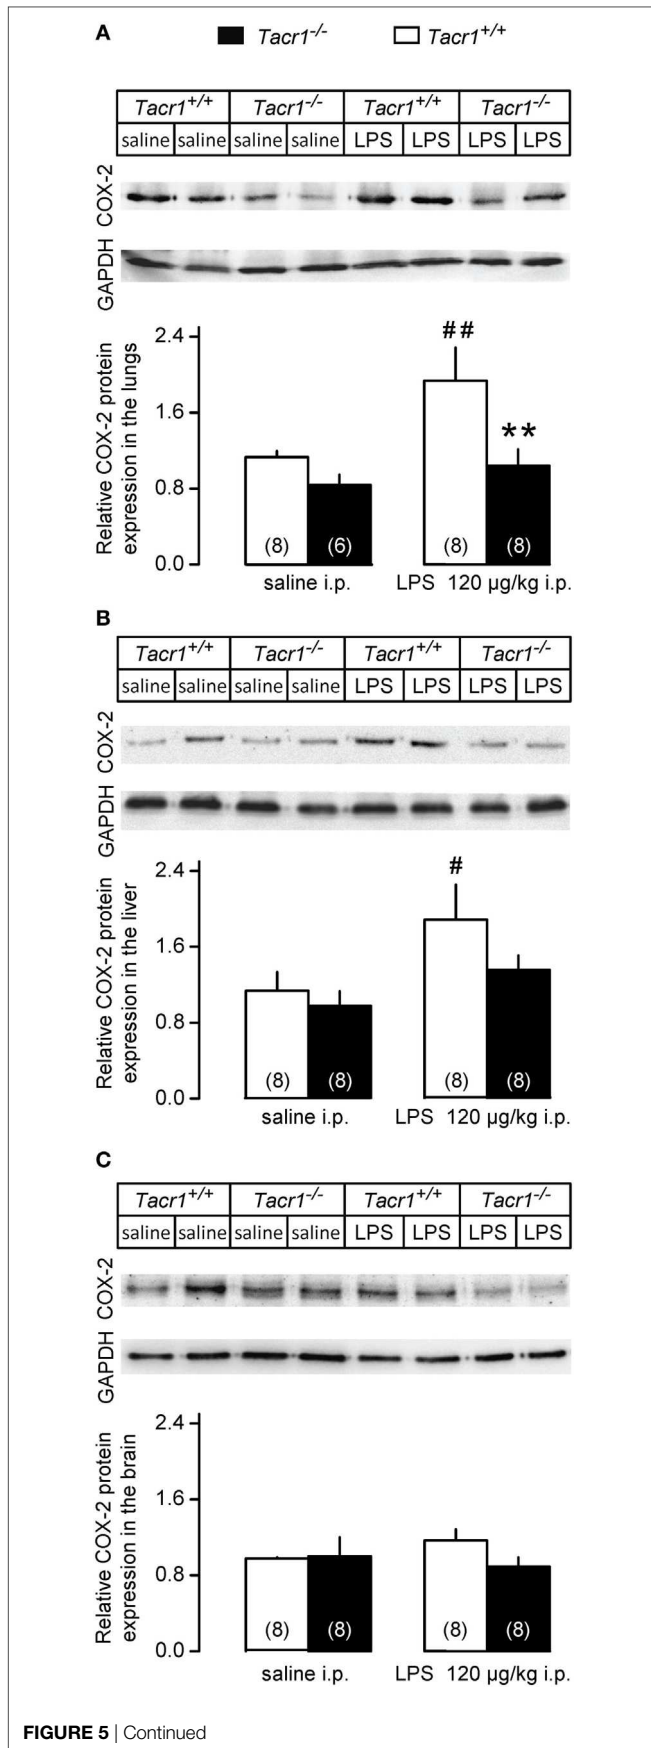 A
Tacr1-/- Tacr1+/+
Tacr1+/+ Tacr1-/- Tacr1+/+ Tacr1-/-
saline saline saline saline LPS LPS LPS LPS
COX-2
GAPDH
Relative COX-2 protein
expression in the lungs
2.4
1.6
0.8
0.0
##
**
(8) (6) (8) (8)
saline i.p. LPS 120 µg/kg i.p.
B
Tacr1+/+ Tacr1-/- Tacr1+/+ Tacr1-/-
saline saline saline saline LPS LPS LPS LPS
COX-2
GAPDH
Relative COX-2 protein
expression in the liver
2.4
1.6
0.8
0.0
#
(8) (8) (8) (8)
saline i.p. LPS 120 µg/kg i.p.
C
Tacr1+/+ Tacr1-/- Tacr1+/+ Tacr1-/-
saline saline saline saline LPS LPS LPS LPS
COX-2
GAPDH
Relative COX-2 protein
expression in the brain
2.4
1.6
0.8
0.0
(8) (8) (8) (8)
saline i.p. LPS 120 µg/kg i.p.
FIGURE 5 | Continued